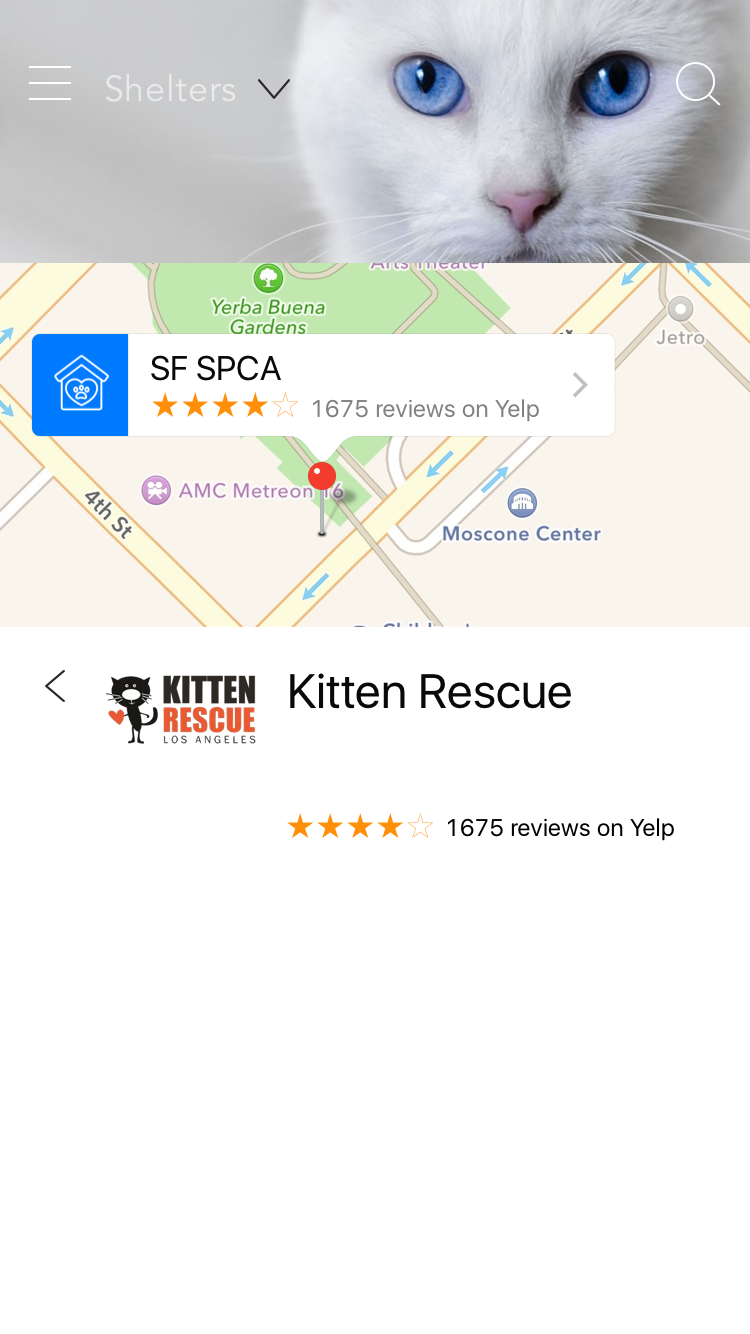 Shelters
Arts Theater
Yerba Buena
Gardens
Jetro
SF SPCA
★★★★☆ 1675 reviews on Yelp
AMC Metreon 16
4th St
Moscone Center
KITTEN
RESCUE
LOS ANGELES
Kitten Rescue
★★★★☆ 1675 reviews on Yelp